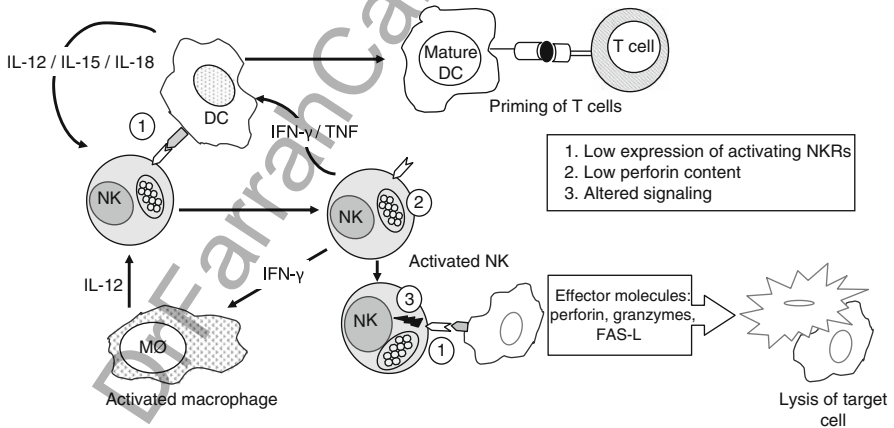 IL-12 / IL-15 / IL-18
DC
Mature
DC
T cell
Priming of T cells
1
IFN-γ / TNF
1. Low expression of activating NKRs
2. Low perforin content
3. Altered signaling
NK
NK
2
Activated NK
IL-12
IFN-γ
3
NK
1
Effector molecules:
perforin, granzymes,
FAS-L
MØ
Activated macrophage
Lysis of target
cell